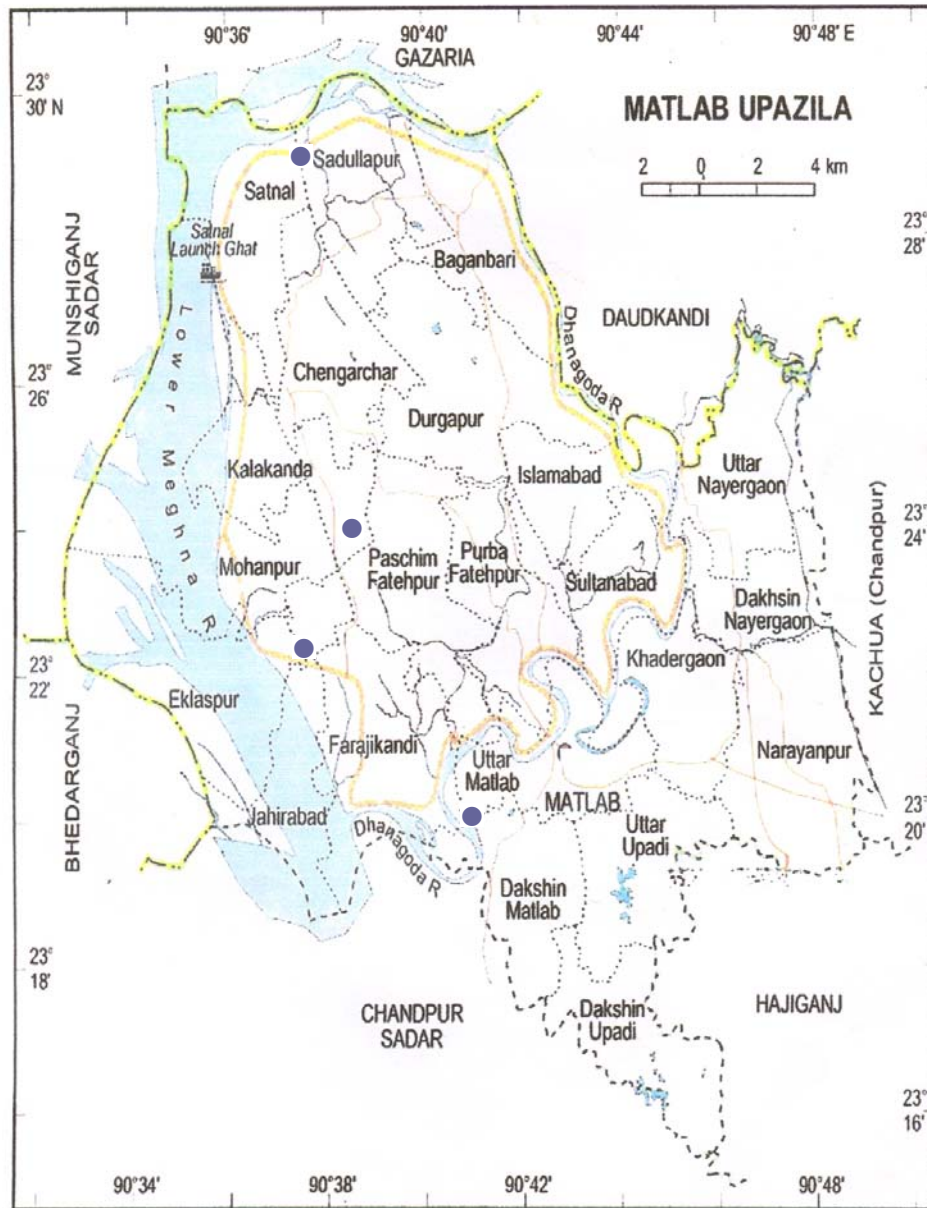 90°36'
90°40'
90°44'
90°48' E
GAZARIA
23°
30' N
MATLAB UPAZILA
2 0 2 4 km
Sadullapur
Satnal
23°
28'
Satnal
Launch Ghat
MUNSHIGANJ
SADAR
Baganbari
DAUDKANDI
Dhanagoda R
Lower Meghna R
23°
26'
Chengarchar
Durgapur
Kalakanda
Islamabad
Uttar
Nayergaon
KACHUA (Chandpur)
23°
24'
Mohanpur
Paschim
Fatehpur
Purba
Fatehpur
Sultanabad
Dakhsin
Nayergaon
Khadergaon
23°
22'
Eklaspur
BHEDARGANJ
Farajikandi
Uttar
Matlab
Narayanpur
Jahirabad
MATLAB
23°
20'
Dhanagoda R
Uttar
Upadi
Dakshin
Matlab
23°
18'
CHANDPUR
SADAR
Dakshin
Upadi
HAJIGANJ
23°
16'
90°34'
90°38'
90°42'
90°48'